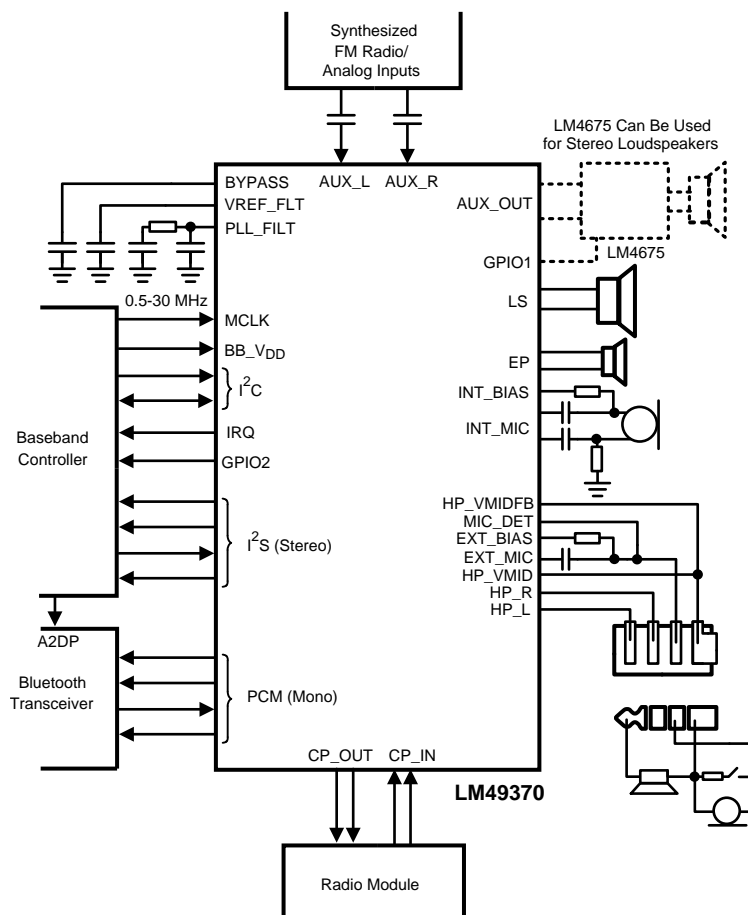 Synthesized
FM Radio/
Analog Inputs
LM4675 Can Be Used
for Stereo Loudspeakers
BYPASS
AUX_L
AUX_R
VREF_FLT
AUX_OUT
PLL_FILT
LM4675
GPIO1
0.5-30 MHz
LS
MCLK
BB_VDD
EP
I2C
INT_BIAS
Baseband
Controller
IRQ
INT_MIC
GPIO2
HP_VMIDFB
MIC_DET
I2S (Stereo)
EXT_BIAS
EXT_MIC
HP_VMID
HP_R
HP_L
A2DP
Bluetooth
Transceiver
PCM (Mono)
CP_OUT
CP_IN
LM49370
Radio Module